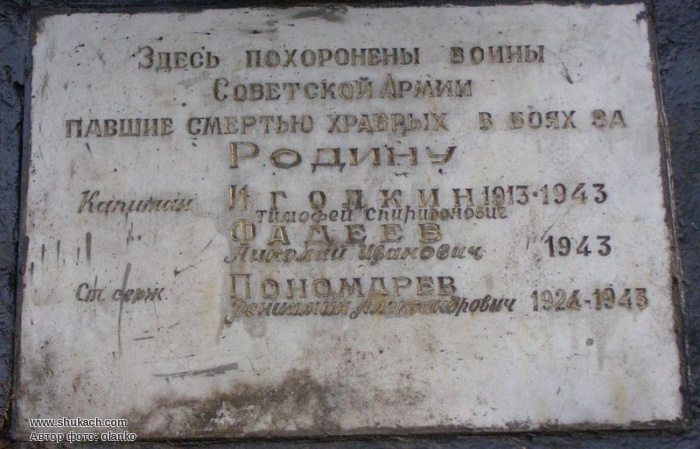 Здесь похоронены воины
Советской Армии
павшие смертью храбрых в боях за
Родину
Капитан Иголкин 1913-1943
Тимофей Спиридонович
Фадеев 1943
Николай Иванович
Ст. серж. Пономарев
Вениамин Александрович 1924-1943
www.shukach.com
Автор фото: olanko